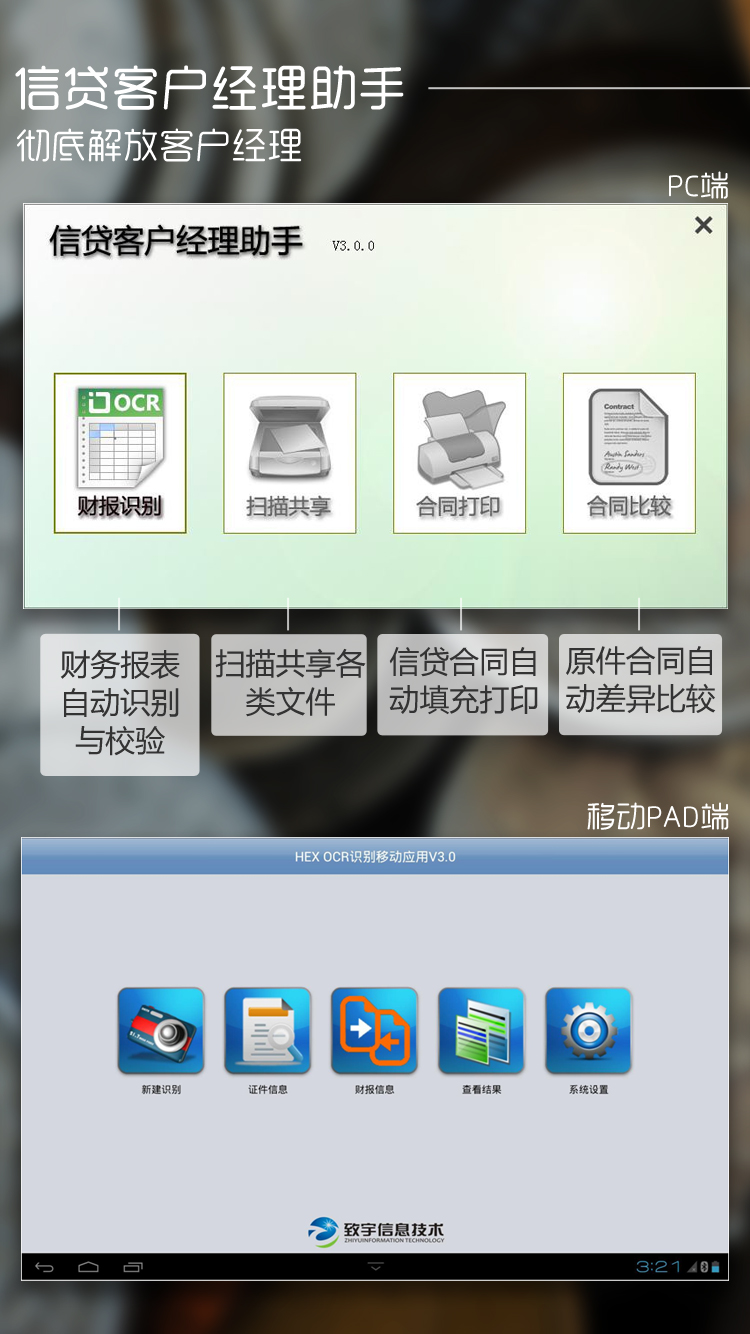 信贷客户经理助手
彻底解放客户经理
PC端
信贷客户经理助手 V3.0.0
OCR
Contract
Austin Sanders
Randy West
财报识别 扫描共享 合同打印 合同比较
财务报表
自动识别
与校验
扫描共享各
类文件
信贷合同自
动填充打印
原件合同自
动差异比较
移动PAD端
HEX OCR识别移动应用V3.0
新建识别 证件信息 财报信息 查看结果 系统设置
致宇信息技术
ZHIYUINFORMATION TECHNOLOGY
3:21